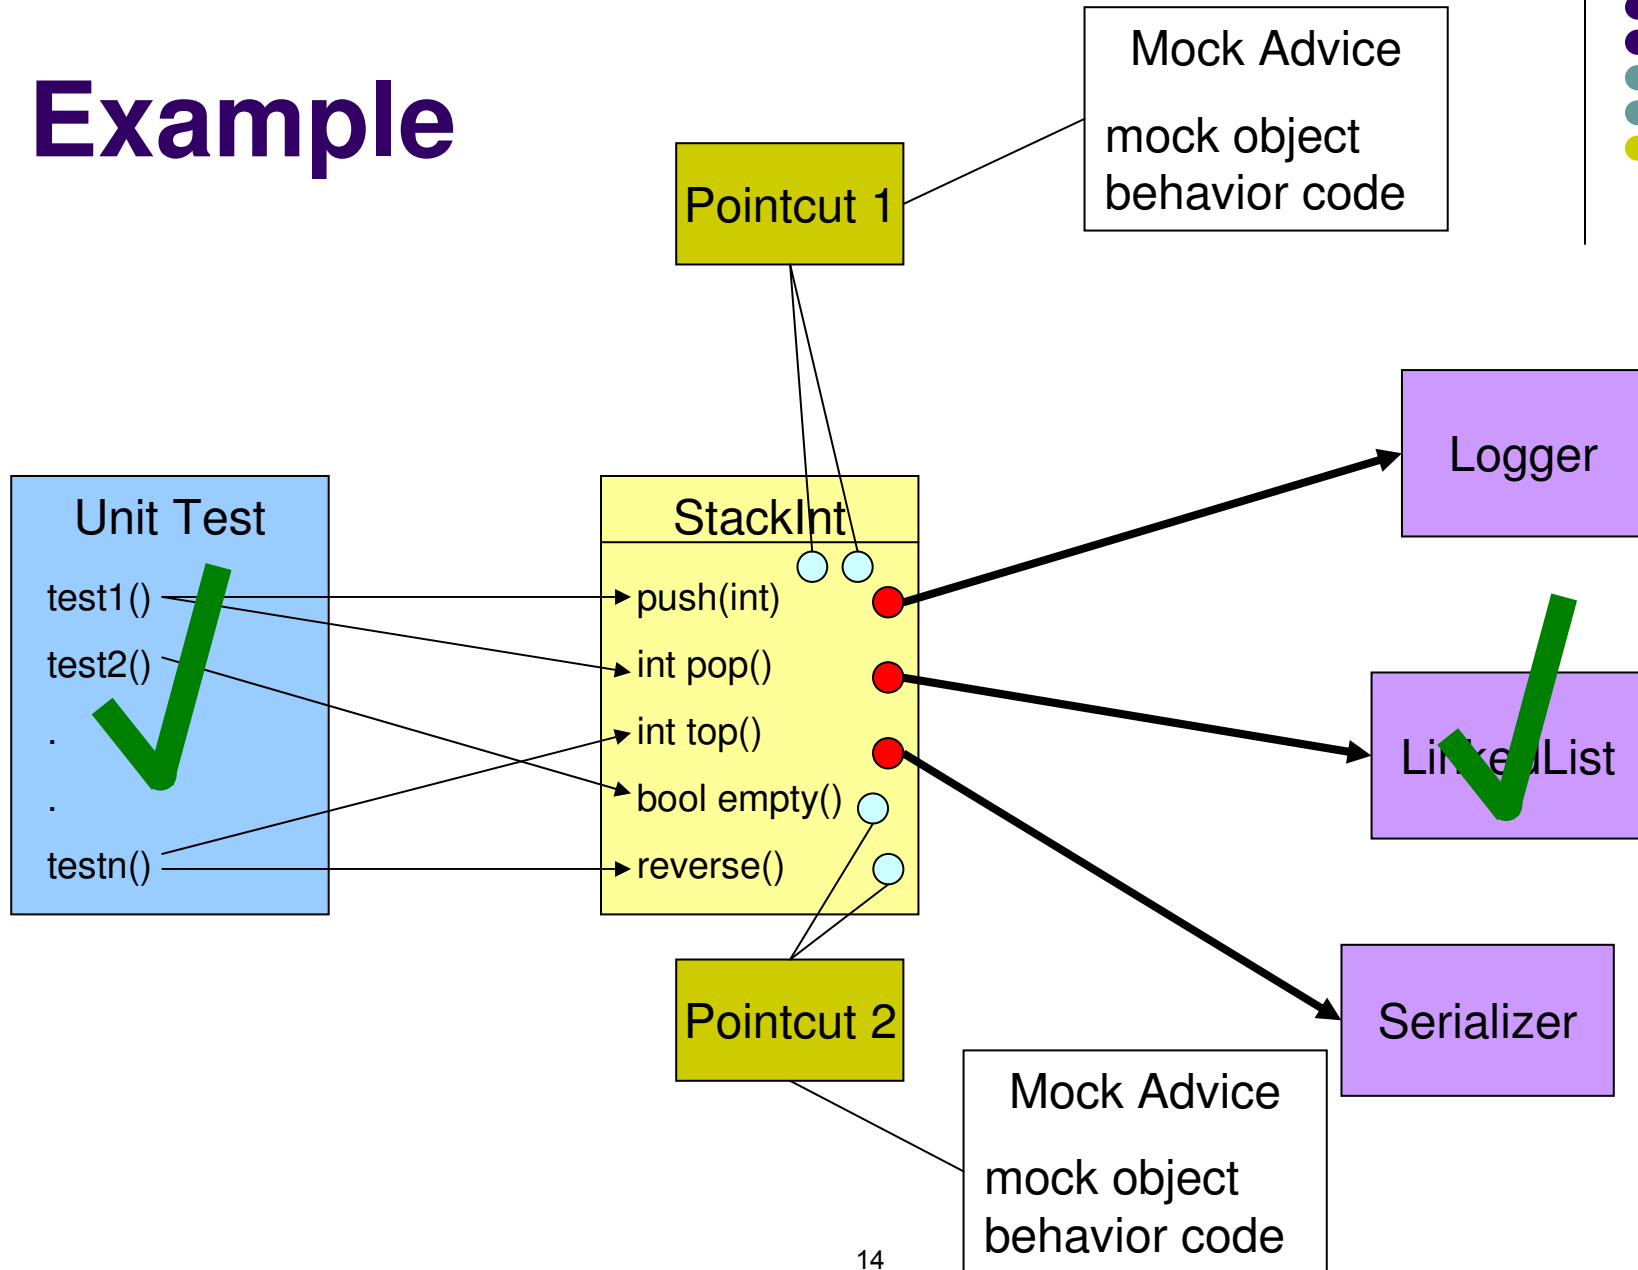 Example
Mock Advice
mock object
behavior code
Pointcut 1
Logger
Unit Test
test1()
test2()
.
.
testn()
StackInt
push(int)
int pop()
int top()
bool empty()
reverse()
LinkedList
Pointcut 2
Serializer
Mock Advice
mock object
behavior code
14